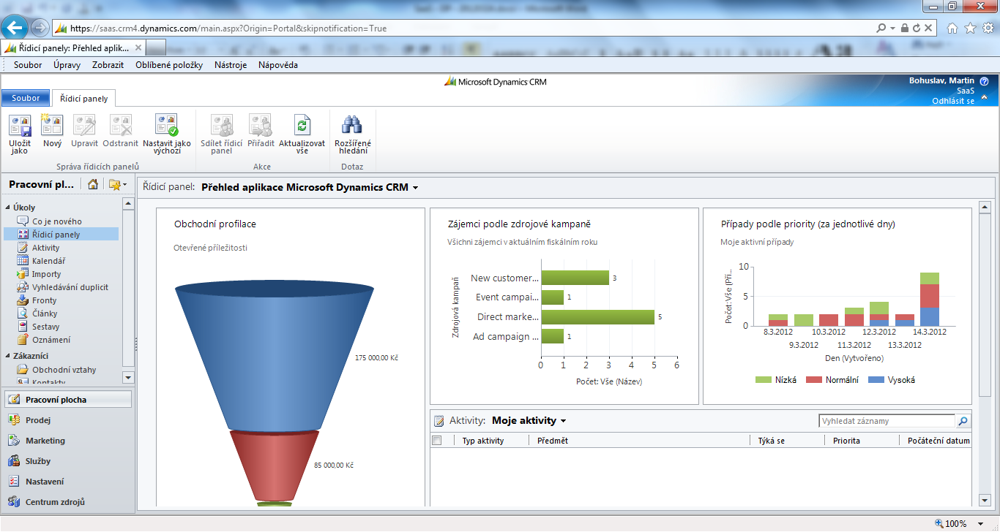 https://saas.crm4.dynamics.com/main.aspx?Origin=Portal&skipnotification=True
Řídicí panely: Přehled aplik...
Soubor Úpravy Zobrazit Oblíbené položky Nástroje Nápověda
Microsoft Dynamics CRM
Bohuslav, Martin
SaaS
Odhlásit se
Soubor Řídicí panely
Uložit jako
Nový
Upravit
Odstranit
Nastavit jako výchozí
Správa řídicích panelů
Sdílet řídicí panel
Přiřadit
Aktualizovat vše
Akce
Rozšířené hledání
Dotaz
Pracovní pl...
Úkoly
Co je nového
Řídicí panely
Aktivity
Kalendář
Importy
Vyhledávání duplicit
Fronty
Články
Sestavy
Oznámení
Zákazníci
Obchodní vztahy
Kontakty
Pracovní plocha
Prodej
Marketing
Služby
Nastavení
Centrum zdrojů
Řídicí panel: Přehled aplikace Microsoft Dynamics CRM
Obchodní profilace
Otevřené příležitosti
175 000,00 Kč
85 000,00 Kč
Zájemci podle zdrojové kampaně
Všichni zájemci v aktuálním fiskálním roku
Zdrojová kampaň
New customer... 3
Event campai... 1
Direct marke... 5
Ad campaign ... 1
0 1 2 3 4 5 6
Počet: Vše (Název)
Případy podle priority (za jednotlivé dny)
Moje aktivní případy
Počet: Vše (Pří...
10
5
0
8.3.2012 10.3.2012 12.3.2012 14.3.2012
9.3.2012 11.3.2012 13.3.2012
Den (Vytvořeno)
Nízká Normální Vysoká
Aktivity: Moje aktivity
Vyhledat záznamy
Typ aktivity Předmět Týká se Priorita Počáteční datum
100%